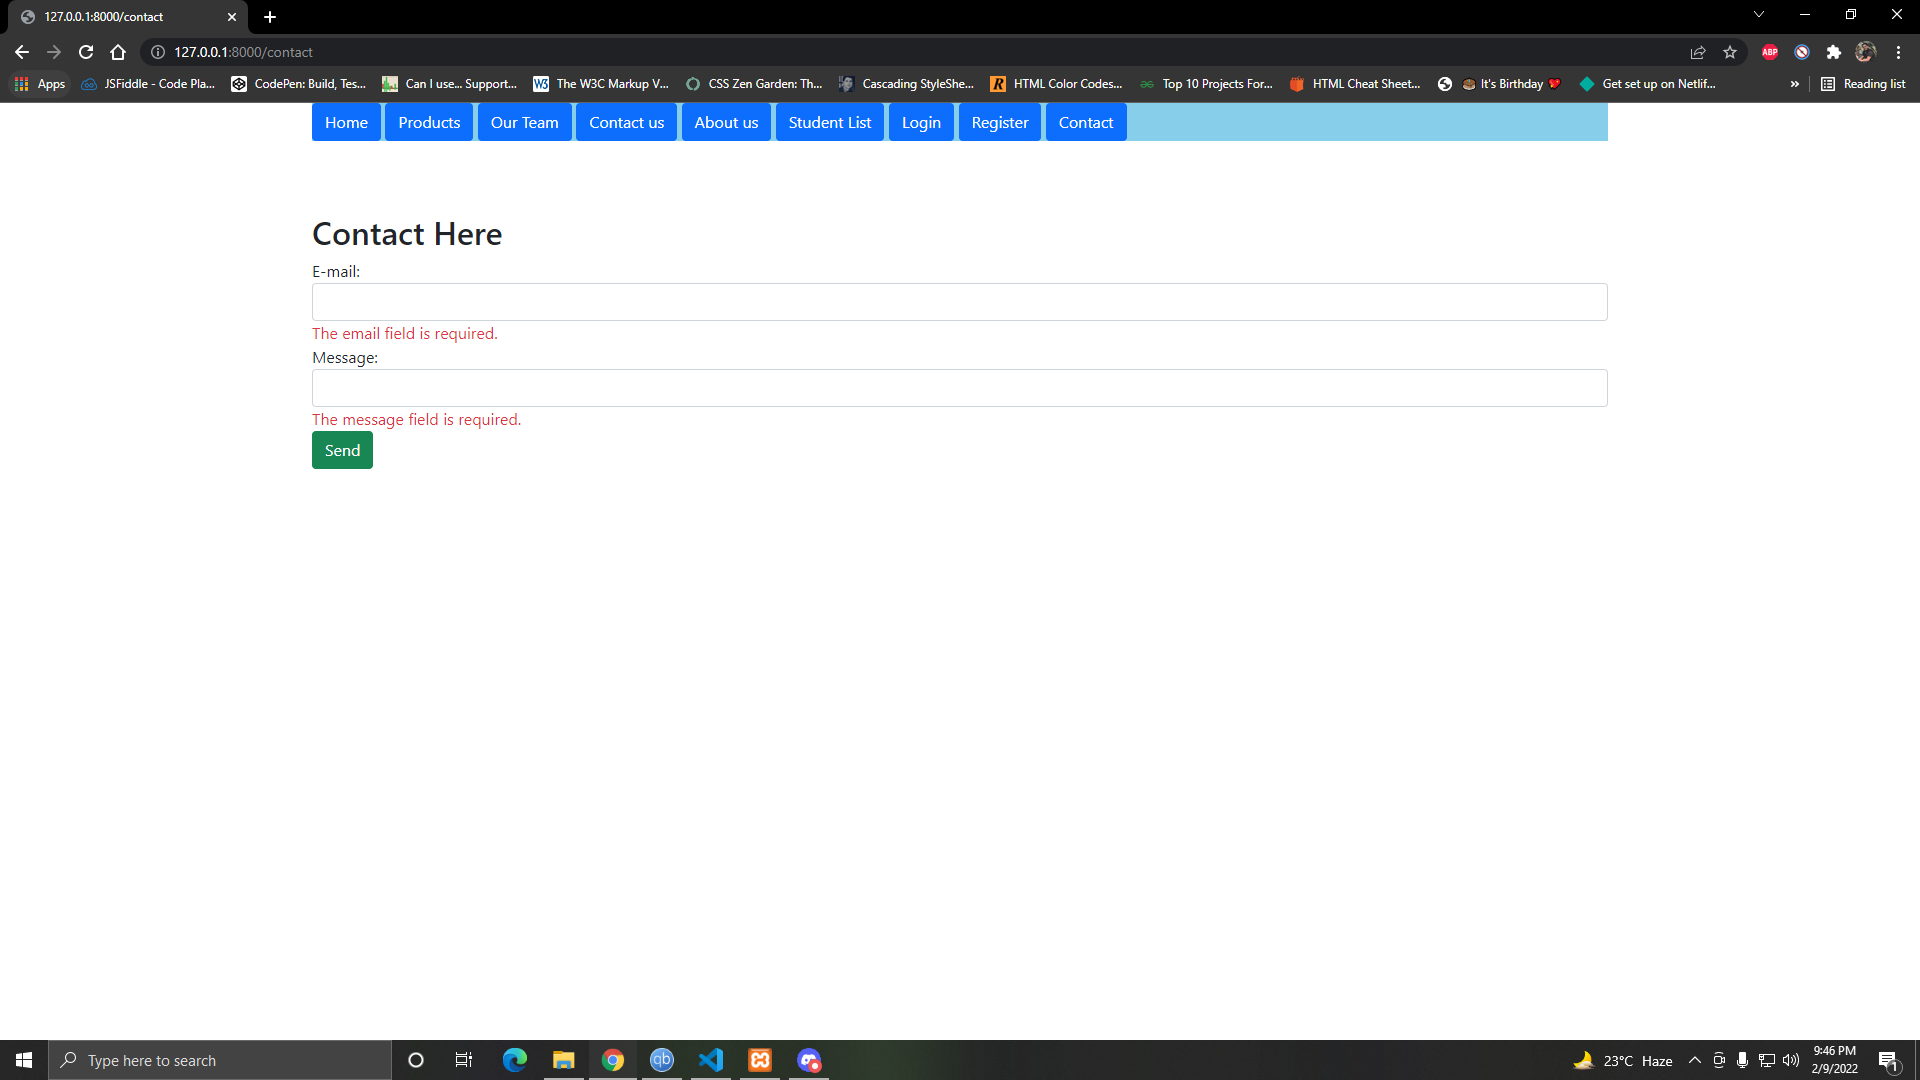 127.0.0.1:8000/contact
127.0.0.1:8000/contact
ABP
Apps JSFiddle - Code Pla... CodePen: Build, Tes... Can I use... Support... The W3C Markup V... CSS Zen Garden: Th... Cascading StyleShe... HTML Color Codes... Top 10 Projects For... HTML Cheat Sheet... It's Birthday Get set up on Netlif... » Reading list
Home Products Our Team Contact us About us Student List Login Register Contact
Contact Here
E-mail:
The email field is required.
Message:
The message field is required.
Send
Type here to search
23°C Haze
9:46 PM
2/9/2022
1